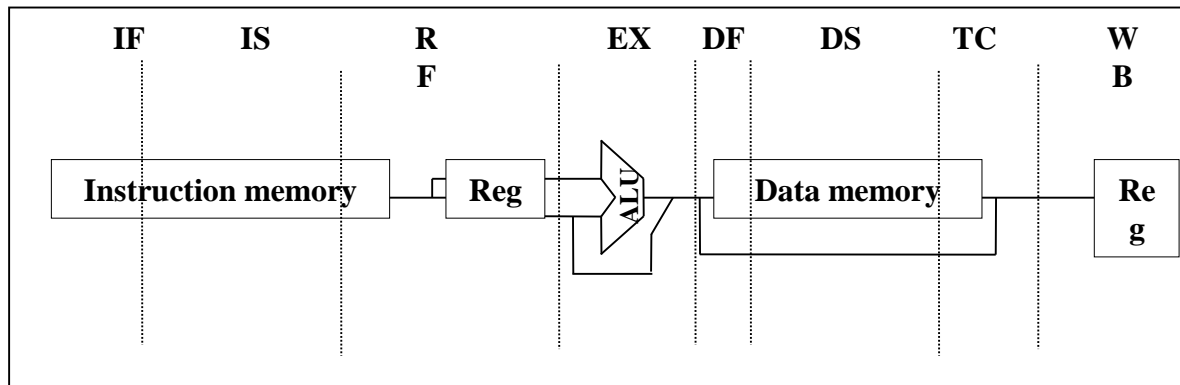 IF IS R EX DF DS TC W
F B
Instruction memory Reg ALU Data memory Re
g